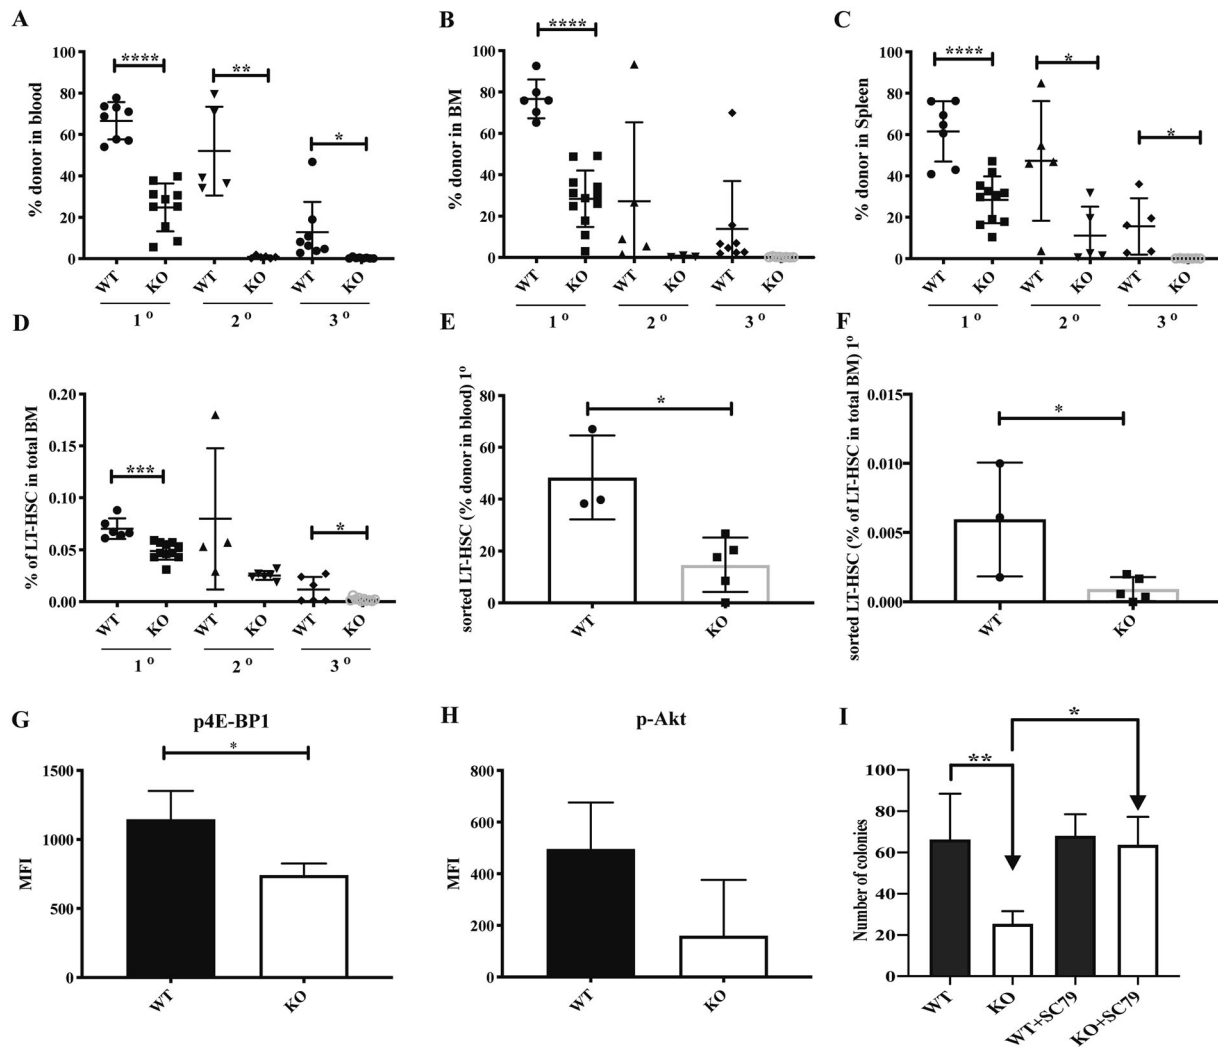 A
% donor in blood
100
80
60
40
20
0
****
**
*
WT KO WT KO WT KO
1 o 2 o 3 o
B
% donor in BM
100
80
60
40
20
0
****
WT KO WT KO WT KO
1 o 2 o 3 o
C
% donor in Spleen
100
80
60
40
20
0
****
*
*
WT KO WT KO WT KO
1 o 2 o 3 o
D
% of LT-HSC in total BM
0.20
0.15
0.10
0.05
0.00
***
*
WT KO WT KO WT KO
1 o 2 o 3 o
E
sorted LT-HSC (% donor in blood) 1º
80
60
40
20
0
*
WT KO
F
sorted LT-HSC (% of LT-HSC in total BM) 1º
0.015
0.010
0.005
0.000
*
WT KO
G
p4E-BP1
MFI
1500
1000
500
0
*
WT KO
H
p-Akt
MFI
800
600
400
200
0
WT KO
I
Number of colonies
100
80
60
40
20
0
**
*
WT KO WT+SC79 KO+SC79